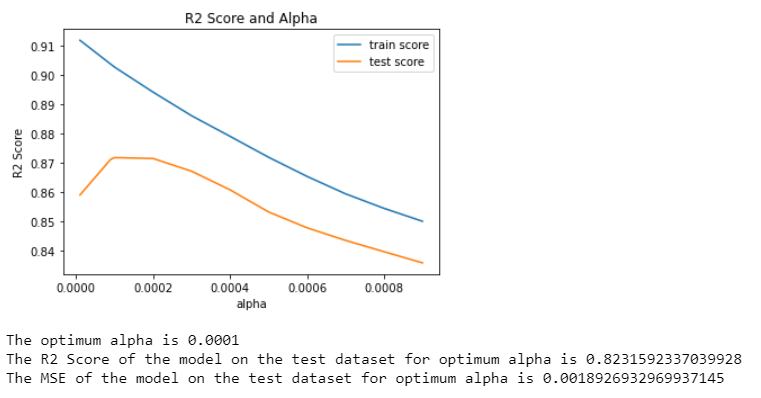 R2 Score and Alpha
train score
test score
0.91
0.90
0.89
0.88
0.87
0.86
0.85
0.84
R2 Score
0.0000 0.0002 0.0004 0.0006 0.0008
alpha
The optimum alpha is 0.0001
The R2 Score of the model on the test dataset for optimum alpha is 0.8231592337039928
The MSE of the model on the test dataset for optimum alpha is 0.0018926932969937145